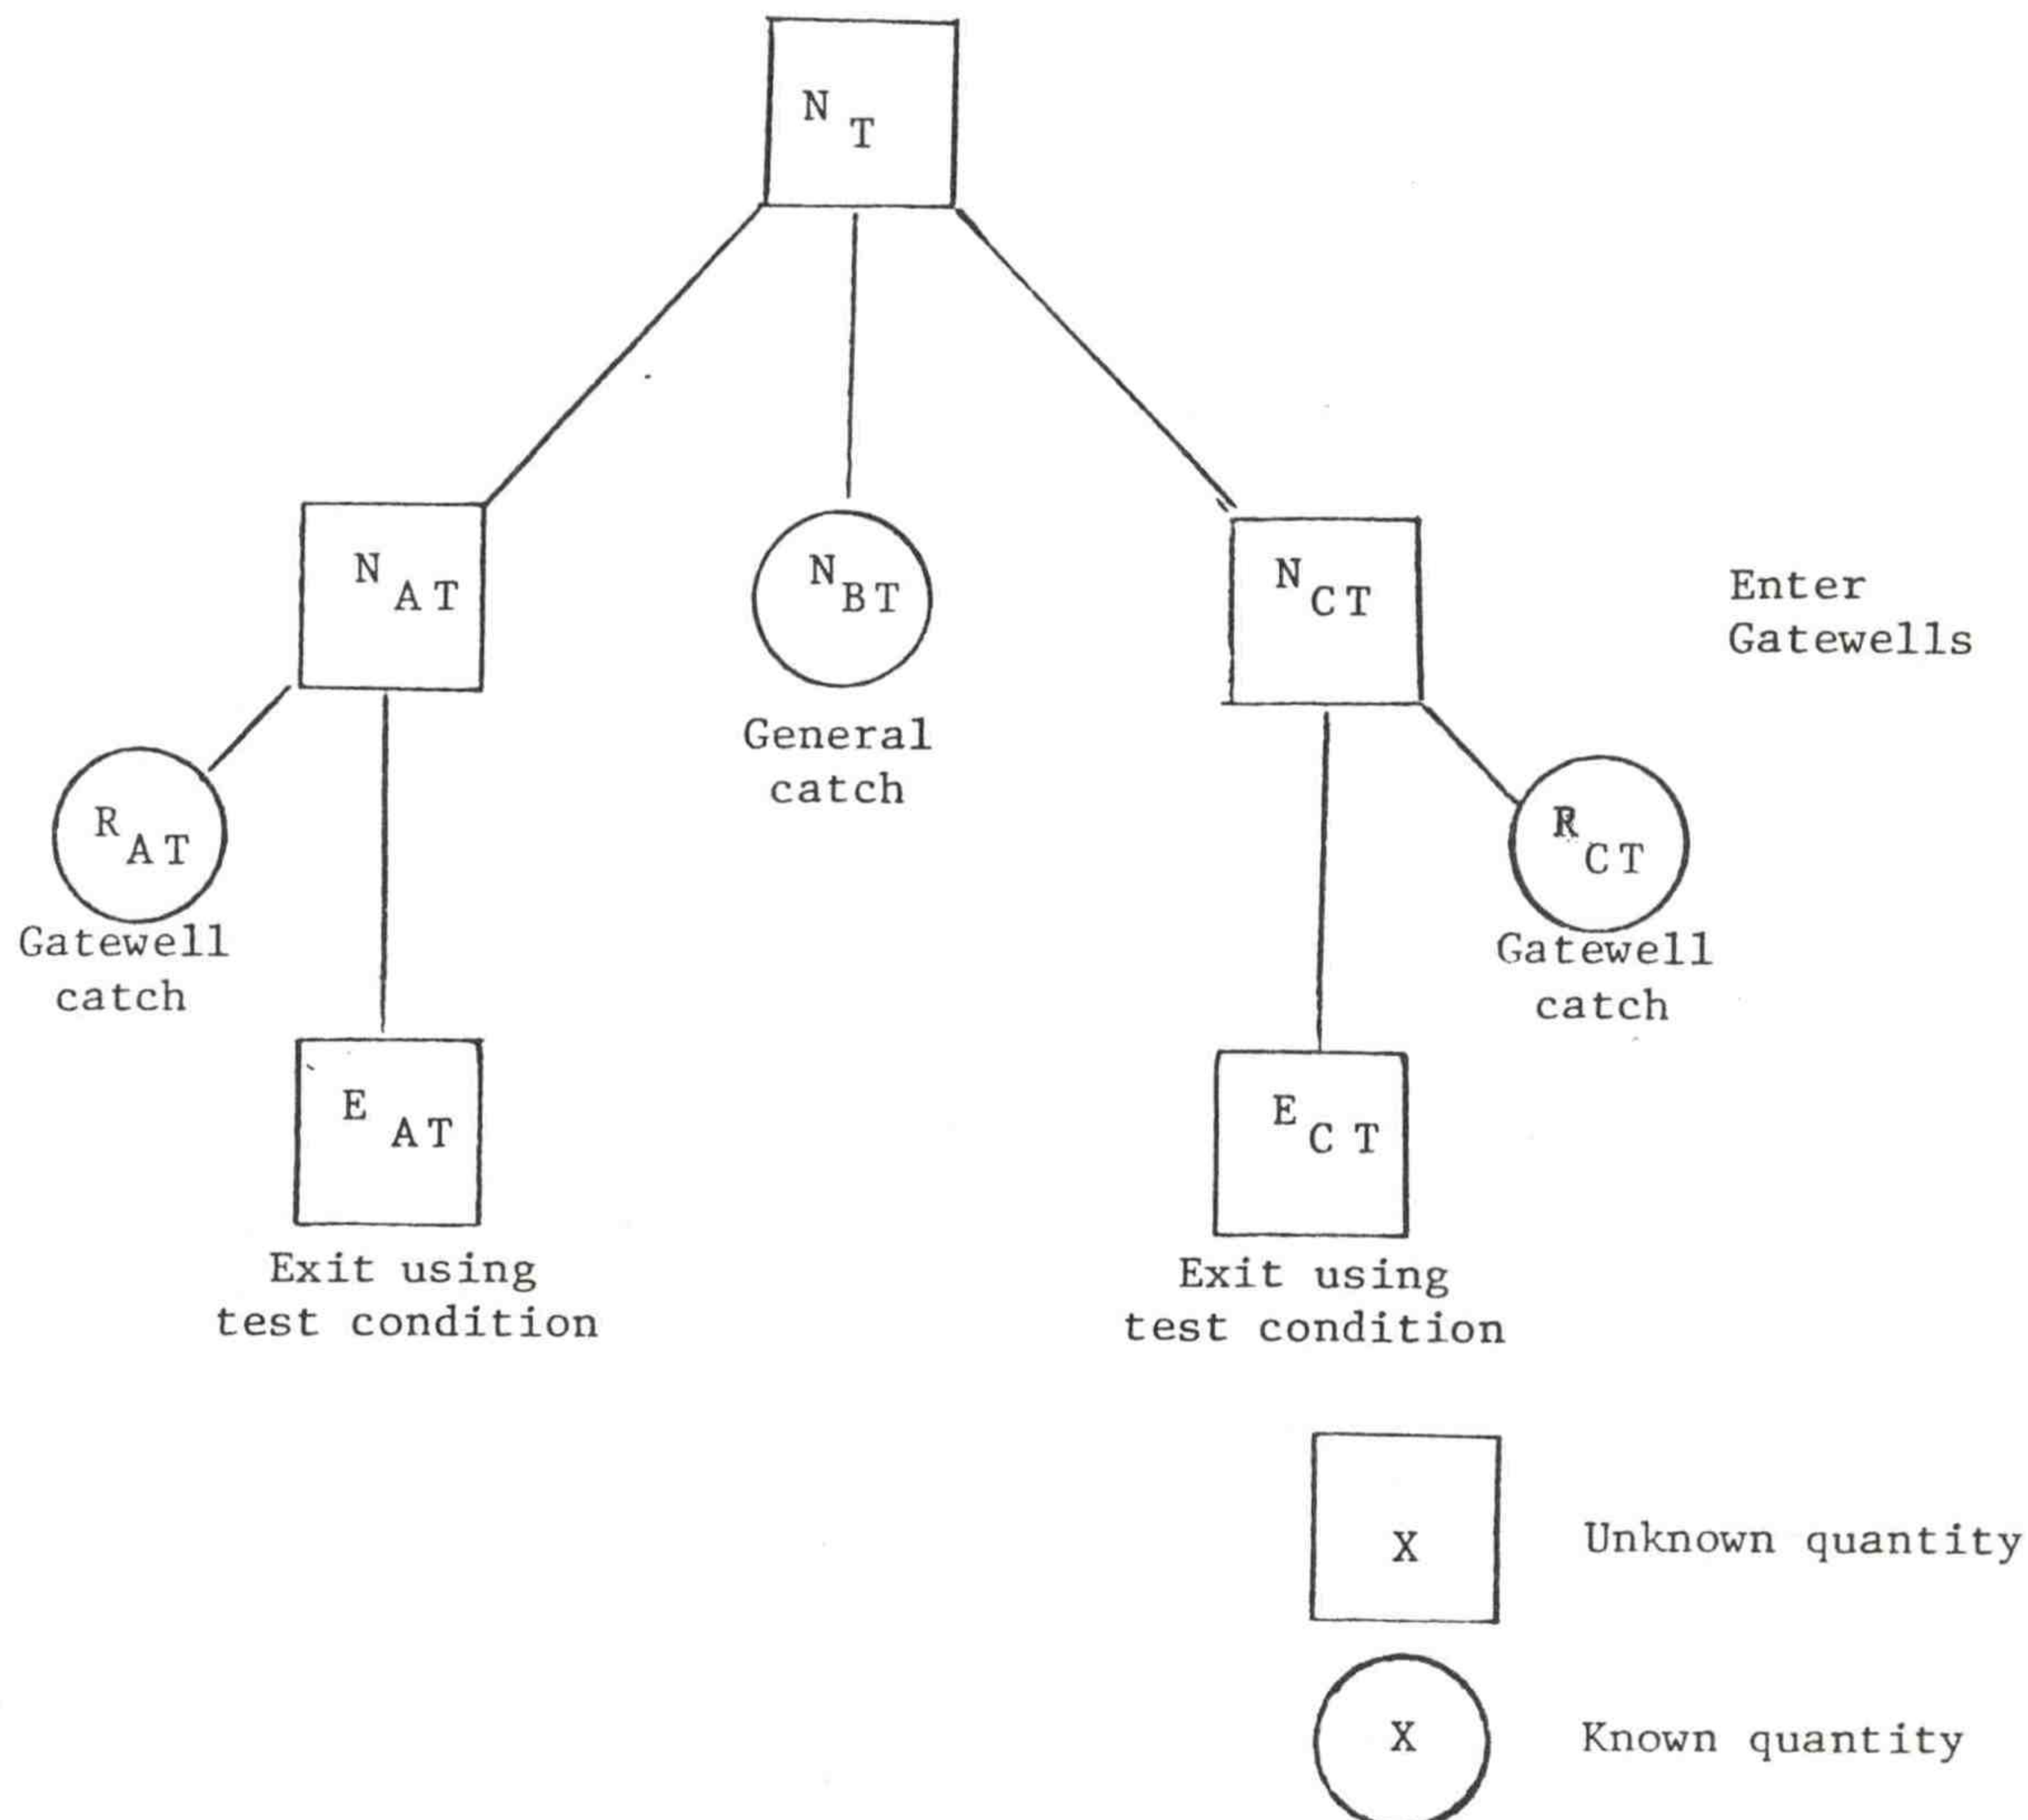 N T
N AT
N BT
N CT
Enter
Gatewells
General
catch
R AT
R CT
Gatewell
catch
Gatewell
catch
E AT
E CT
Exit using
test condition
Exit using
test condition
X Unknown quantity
X Known quantity